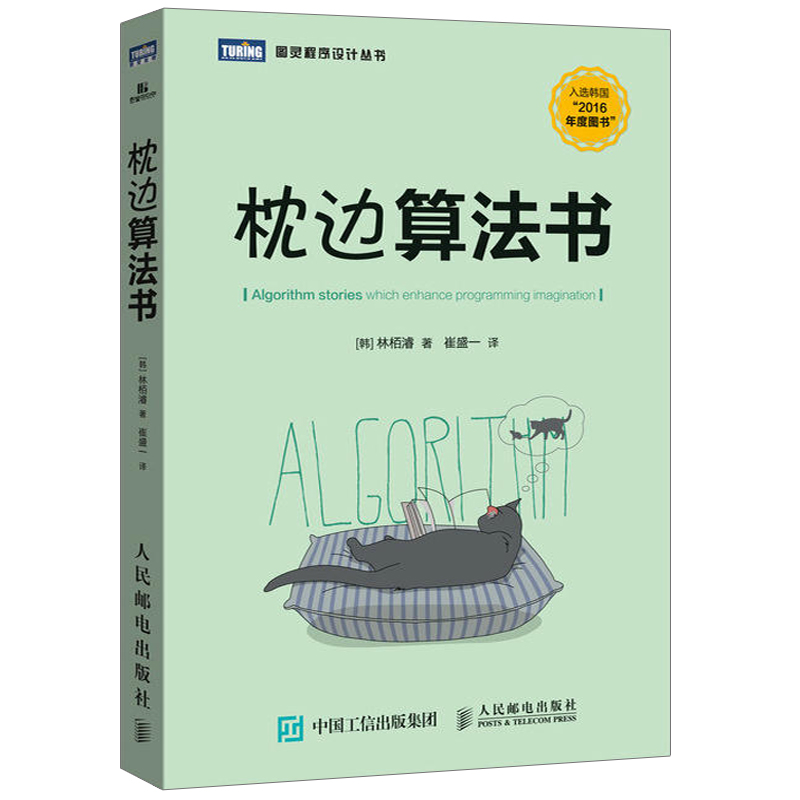 TURING
图灵程序设计丛书
入选韩国
“2016
年度图书”
枕边算法书
Algorithm stories which enhance programming imagination
[韩] 林栢濬 著 崔盛一 译
ALGORITHM
中国工信出版集团
人民邮电出版社
POSTS & TELECOM PRESS
TURING
枕边算法书
[韩] 林栢濬 著 崔盛一 译
人民邮电出版社